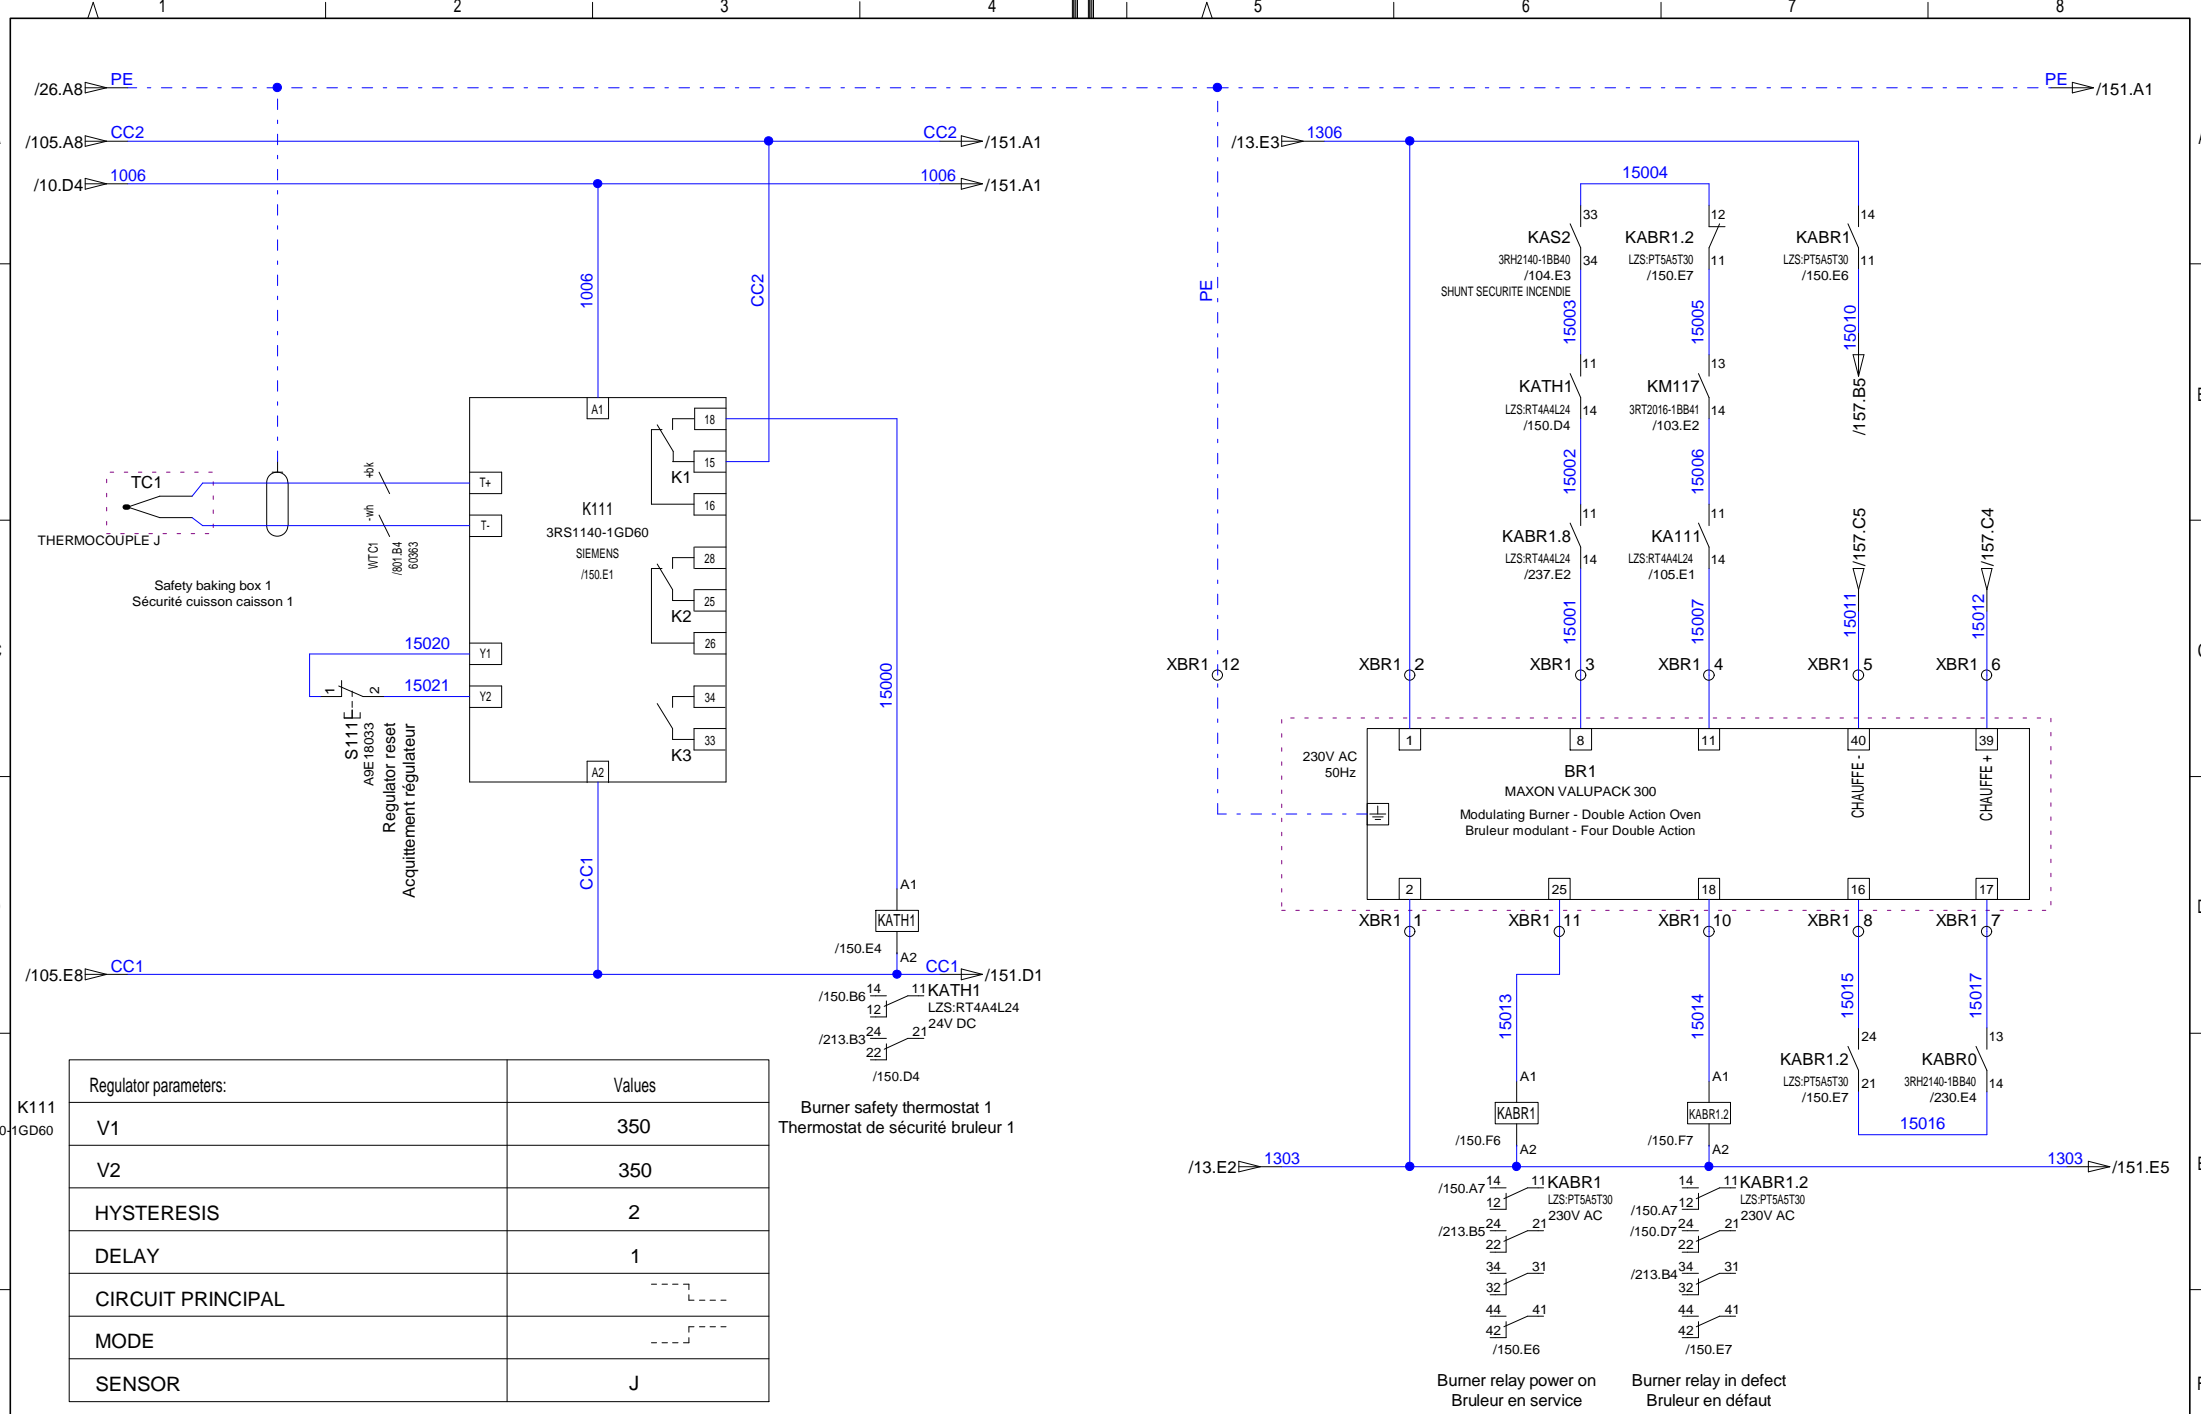 1 2 3 4 5 6 7 8
/26.A8 PE PE /151.A1
/105.A8 CC2 CC2 /151.A1
/10.D4 1006 1006 /151.A1
1006
CC2
A1
T+
T-
Y1
Y2
A2
18
15
16
28
25
26
34
33
K1
K2
K3
K111
3RS1140-1GD60
SIEMENS
/150.E1
TC1
THERMOCOUPLE J
Safety baking box 1
Sécurité cuisson caisson 1
+bk
-wh
WTC1
/801.B4
60363
15020
15021
1
2
S111
A9E18033
Regulator reset
Acquittement régulateur
CC1
15000
A1
KATH1
/150.E4
A2
/105.E8 CC1 CC1 /151.D1
/150.B6 14 11 KATH1
12 LZS:RT4A4L24
24V DC
/213.B3 24 21
22
/150.D4
Burner safety thermostat 1
Thermostat de sécurité bruleur 1
K111
0-1GD60
Regulator parameters: Values
V1 350
V2 350
HYSTERESIS 2
DELAY 1
CIRCUIT PRINCIPAL
MODE
SENSOR J
/13.E3 1306
PE
15004
33
KAS2
3RH2140-1BB40 34
/104.E3
SHUNT SECURITE INCENDIE
12
KABR1.2
LZS:PT5A5T30 11
/150.E7
14
KABR1
LZS:PT5A5T30 11
/150.E6
15003
15005
15010
/157.B5
11
KATH1
LZS:RT4A4L24 14
/150.D4
13
KM117
3RT2016-1BB41 14
/103.E2
15002
15006
11
KABR1.8
LZS:RT4A4L24 14
/237.E2
11
KA111
LZS:RT4A4L24 14
/105.E1
/157.C5
/157.C4
15001
15007
15011
15012
XBR1 12
XBR1 2
XBR1 3
XBR1 4
XBR1 5
XBR1 6
230V AC
50Hz
1 8 11 40 39
BR1
MAXON VALUPACK 300
Modulating Burner - Double Action Oven
Bruleur modulant - Four Double Action
CHAUFFE -
CHAUFFE +
2 25 18 16 17
XBR1 1
XBR1 11
XBR1 10
XBR1 8
XBR1 7
15013
15014
15015
15017
24
KABR1.2
LZS:PT5A5T30 21
/150.E7
13
KABR0
3RH2140-1BB40 14
/230.E4
15016
A1
KABR1
/150.F6
A2
A1
KABR1.2
/150.F7
A2
/13.E2 1303 1303 /151.E5
/150.A7 14 11 KABR1
12 LZS:PT5A5T30
230V AC
/213.B5 24 21
22
34 31
32
44 41
42
/150.E6
Burner relay power on
Bruleur en service
14 11 KABR1.2
/150.A7 12 LZS:PT5A5T30
230V AC
/150.D7 24 21
22
/213.B4 34 31
32
44 41
42
/150.E7
Burner relay in defect
Bruleur en défaut